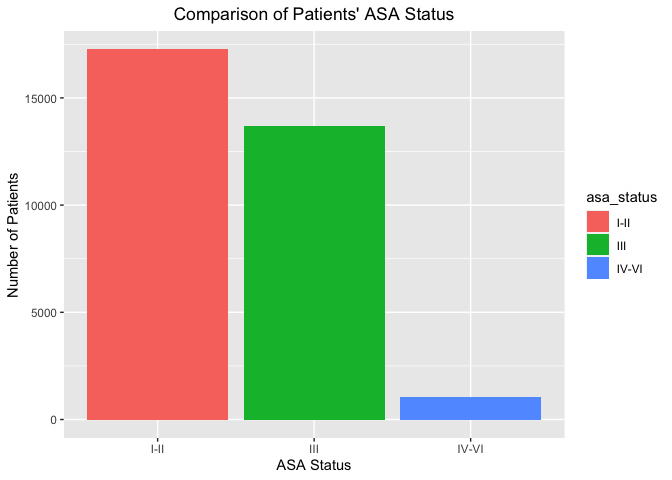 Comparison of Patients' ASA Status
Number of Patients
15000
10000
5000
0
I-II
III
IV-VI
ASA Status
asa_status
I-II
III
IV-VI